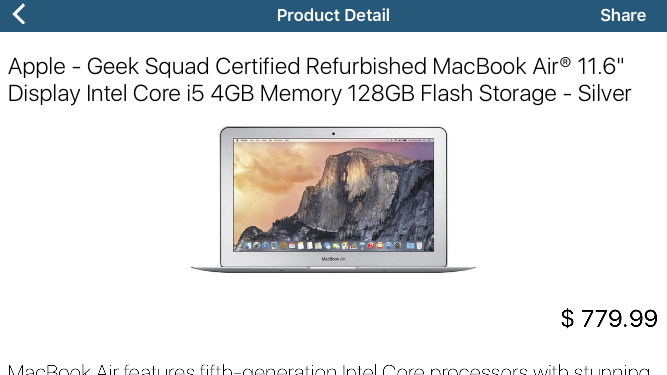 Product Detail
Share
Apple - Geek Squad Certified Refurbished MacBook Air® 11.6"
Display Intel Core i5 4GB Memory 128GB Flash Storage - Silver
MacBook Air
$ 779.99
MacBook Air features fifth-generation Intel Core processors with stunning